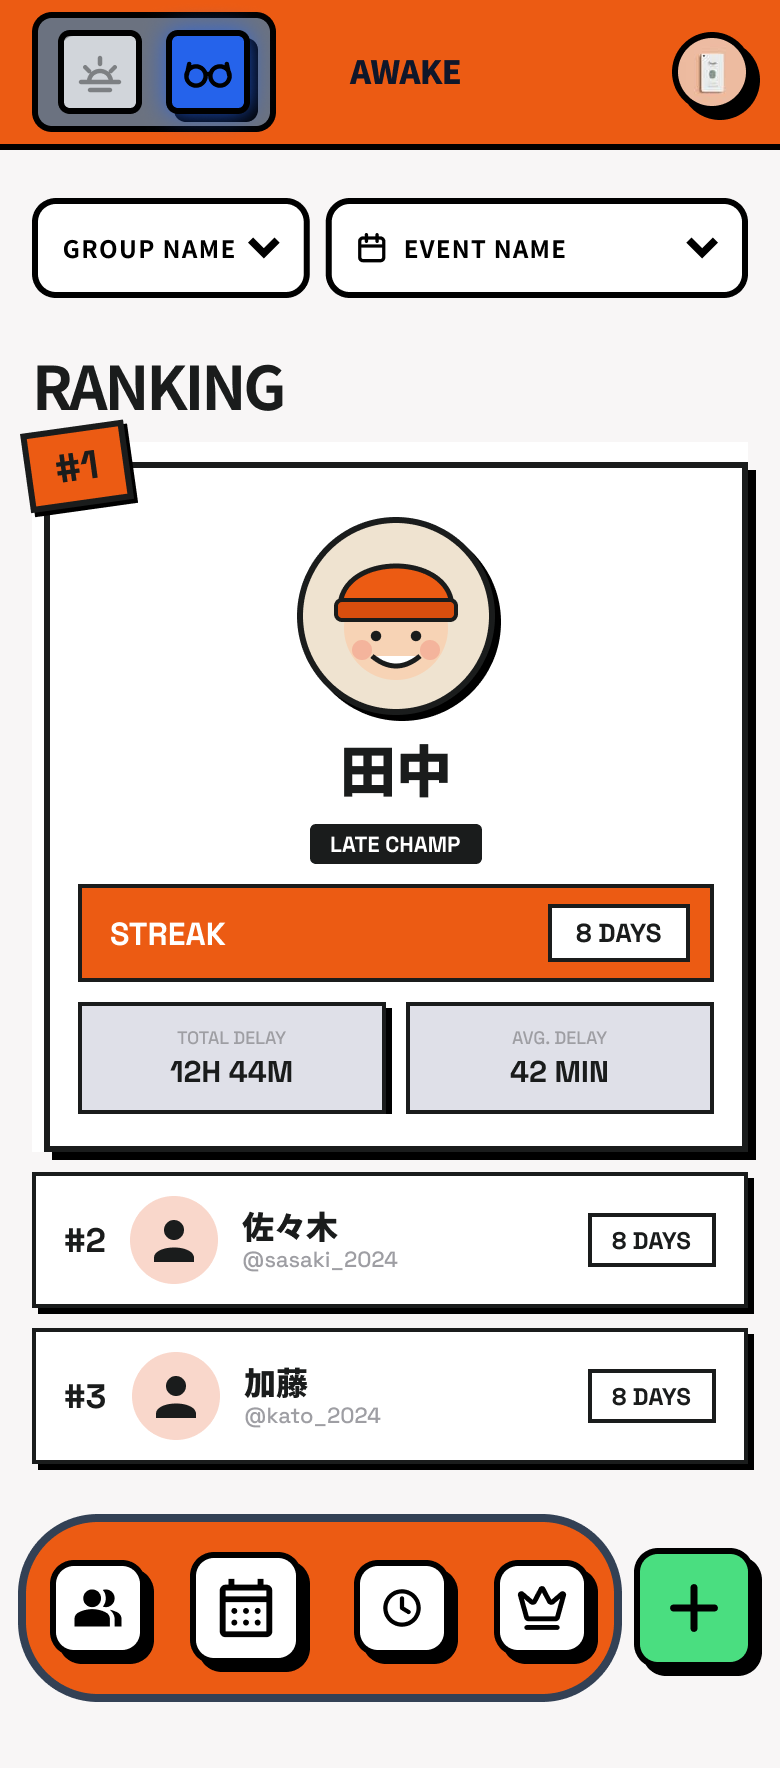 AWAKE
GROUP NAME
EVENT NAME
RANKING
#1
田中
LATE CHAMP
STREAK
8 DAYS
TOTAL DELAY
AVG. DELAY
12H 44M
42 MIN
#2
佐々木
@sasaki_2024
8 DAYS
#3
加藤
@kato_2024
8 DAYS